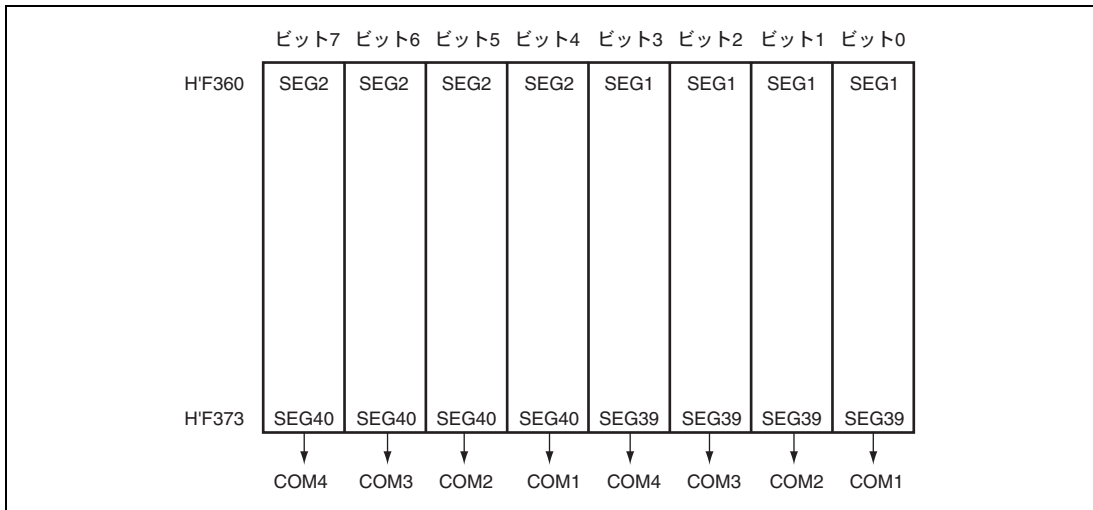 ビット7 ビット6 ビット5 ビット4 ビット3 ビット2 ビット1 ビット0
H'F360 SEG2 SEG2 SEG2 SEG2 SEG1 SEG1 SEG1 SEG1
H'F373 SEG40 SEG40 SEG40 SEG40 SEG39 SEG39 SEG39 SEG39
COM4 COM3 COM2 COM1 COM4 COM3 COM2 COM1